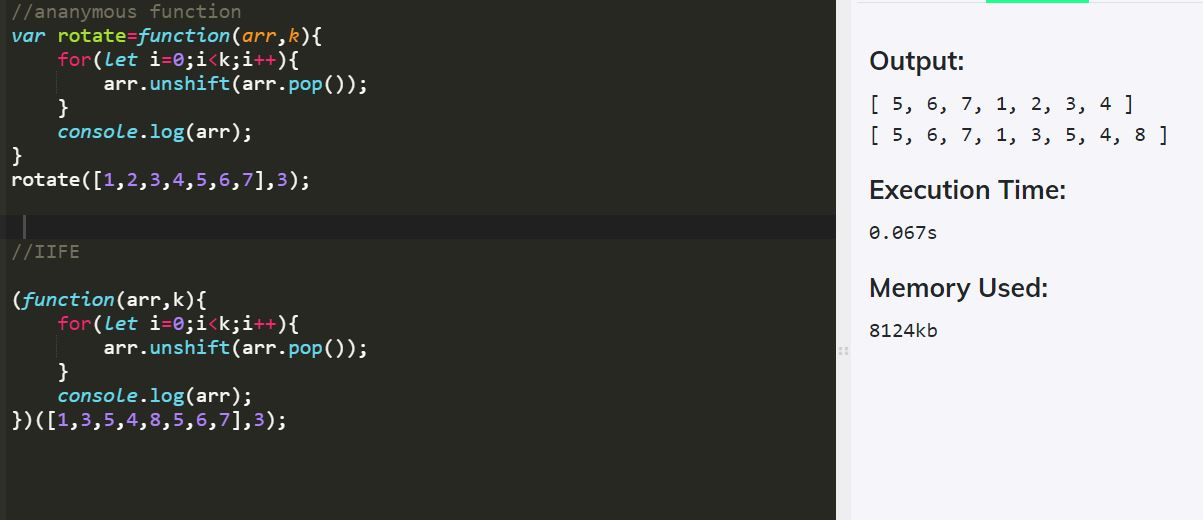 //ananymous function
var rotate=function(arr,k){
    for(let i=0;i<k;i++){
        arr.unshift(arr.pop());
    }
    console.log(arr);
}
rotate([1,2,3,4,5,6,7],3);
//IIFE
(function(arr,k){
    for(let i=0;i<k;i++){
        arr.unshift(arr.pop());
    }
    console.log(arr);
})([1,3,5,4,8,5,6,7],3);
Output:
[ 5, 6, 7, 1, 2, 3, 4 ]
[ 5, 6, 7, 1, 3, 5, 4, 8 ]
Execution Time:
0.067s
Memory Used:
8124kb